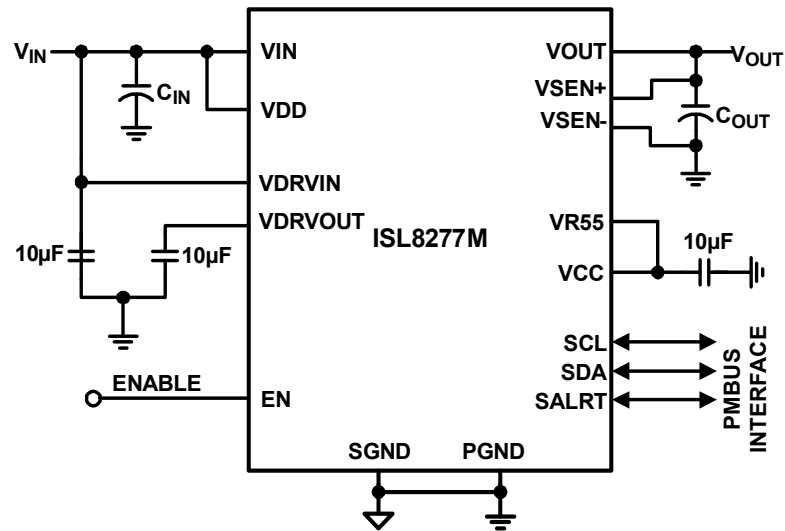 VIN
VIN
VOUT
VOUT
CIN
VSEN+
VDD
COUT
VSEN-
VDRVIN
VDRVOUT
VR55
ISL8277M
10µF
10µF
10µF
VCC
SCL
SDA
SALRT
PMBUS
INTERFACE
ENABLE
EN
SGND
PGND